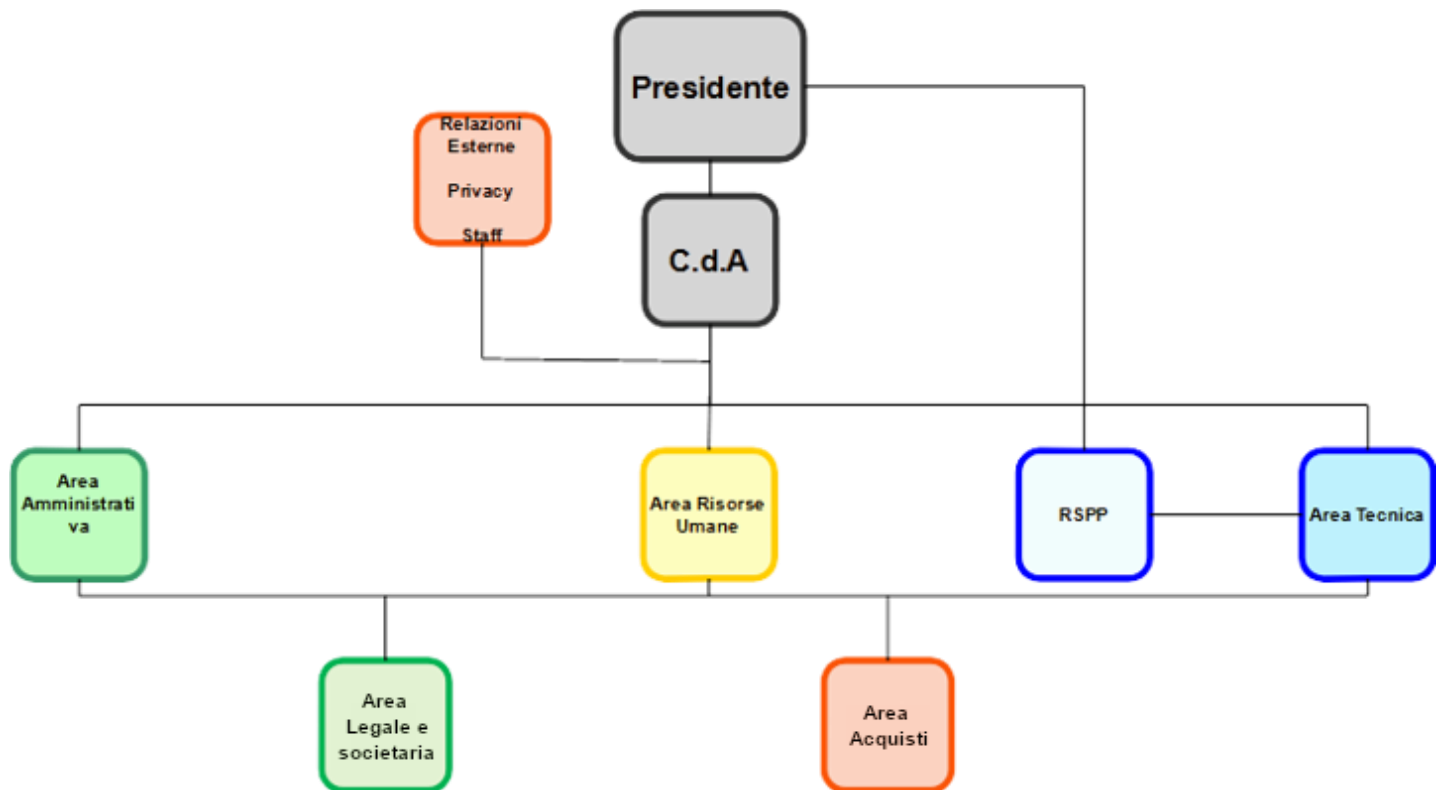 Presidente
Relazioni
Esterne
Privacy
Staff
C.d.A
Area
Amministrati
va
Area Risorse
Umane
RSPP
Area Tecnica
Area
Legale e
societaria
Area
Acquisti